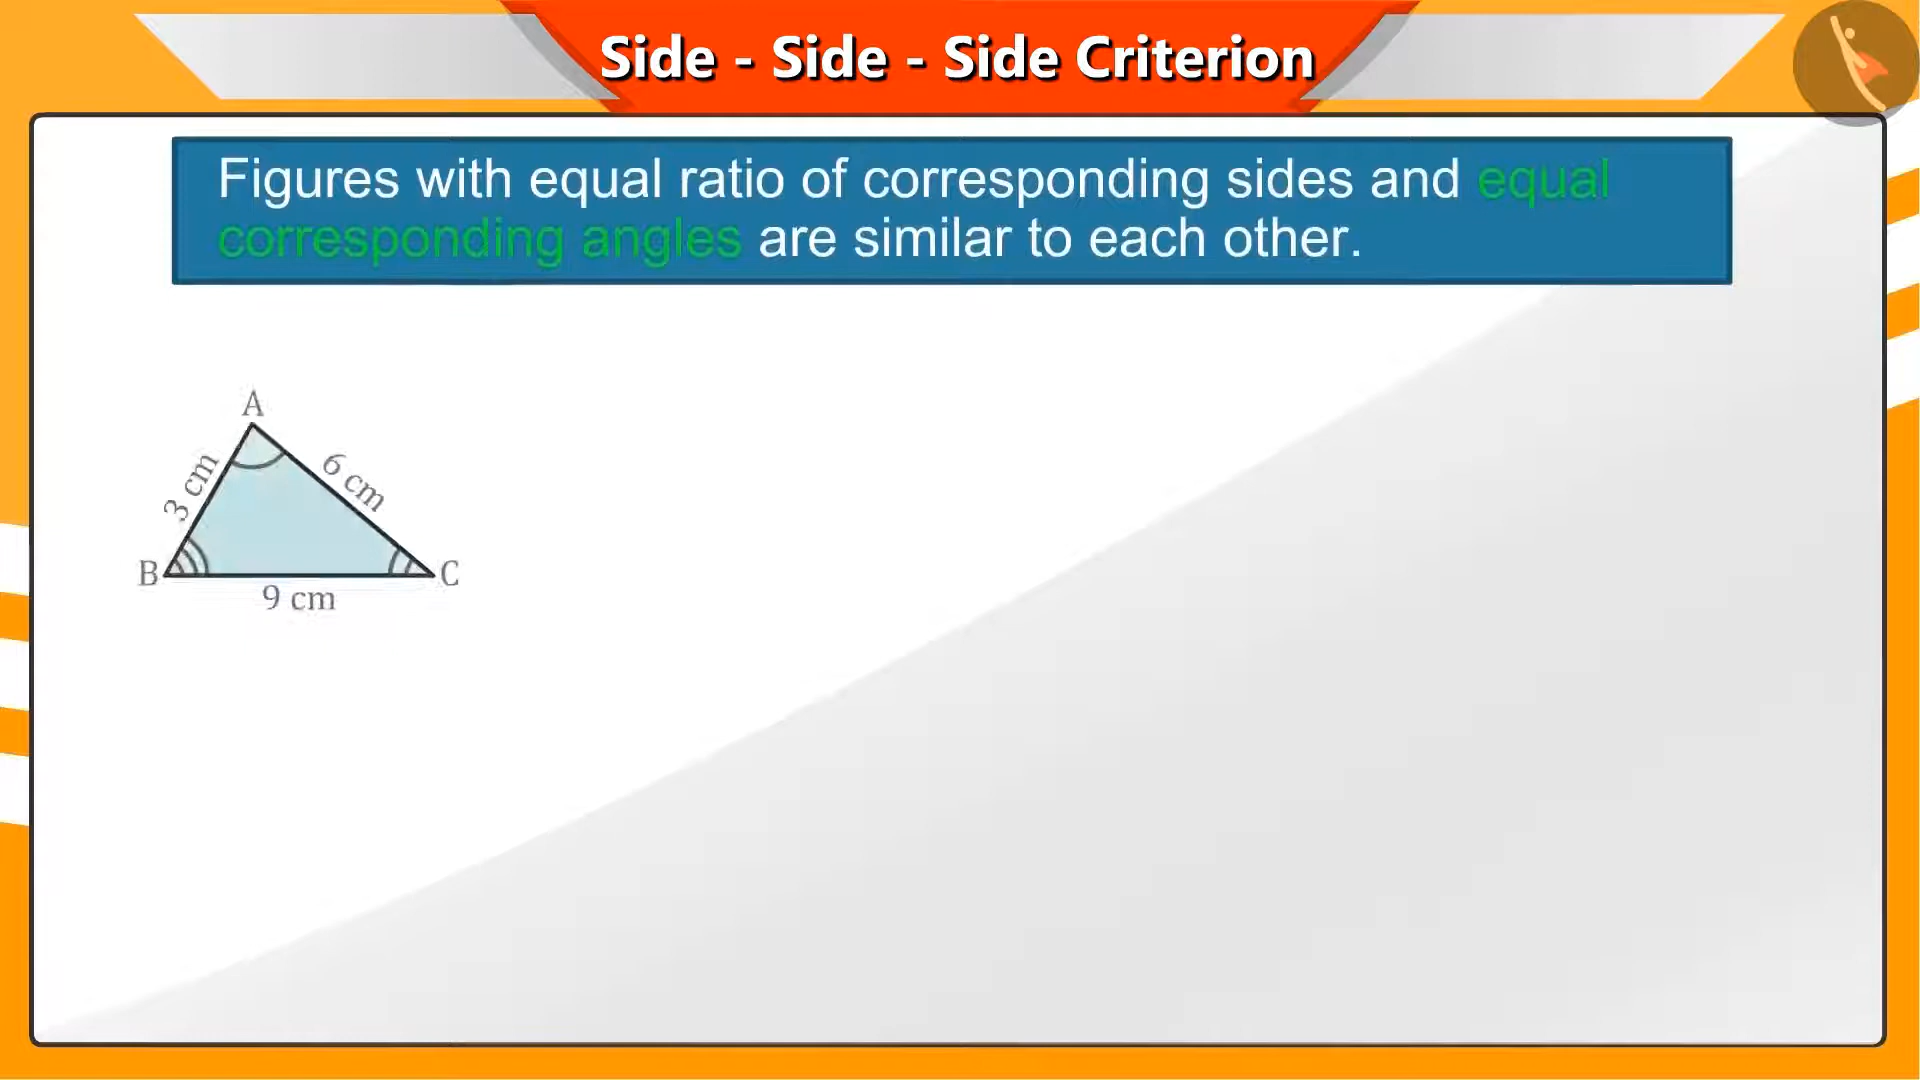 Side - Side - Side Criterion
Figures with equal ratio of corresponding sides and equal
corresponding angles are similar to each other.
A
3 cm
6 cm
B
C
9 cm